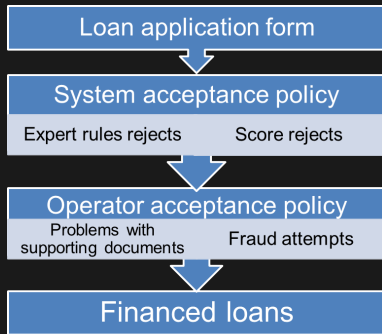 Loan application form
System acceptance policy
Expert rules rejects
Score rejects
Operator acceptance policy
Problems with
supporting documents
Fraud attempts
Financed loans